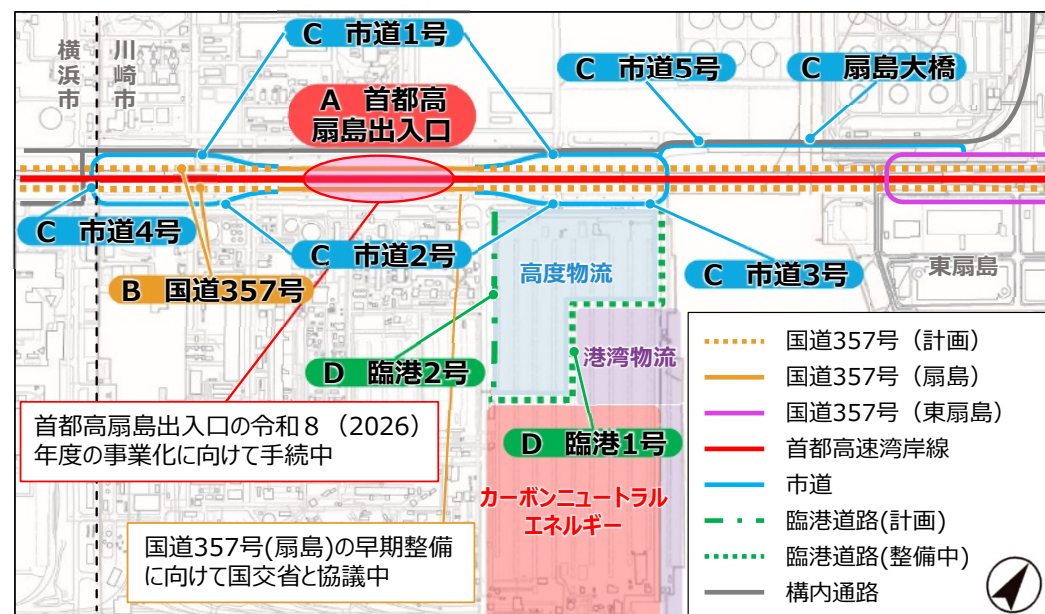 横浜市
川崎市
C 市道1号
A 首都高
扇島出入口
C 市道5号
C 扇島大橋
C 市道4号
C 市道2号
B 国道357号
高度物流
C 市道3号
東扇島
D 臨港2号
港湾物流
D 臨港1号
首都高扇島出入口の令和8（2026）
年度の事業化に向けて手続中
カーボンニュートラル
エネルギー
国道357号(扇島)の早期整備
に向けて国交省と協議中
国道357号（計画）
国道357号（扇島）
国道357号（東扇島）
首都高速湾岸線
市道
臨港道路(計画)
臨港道路(整備中)
構内通路